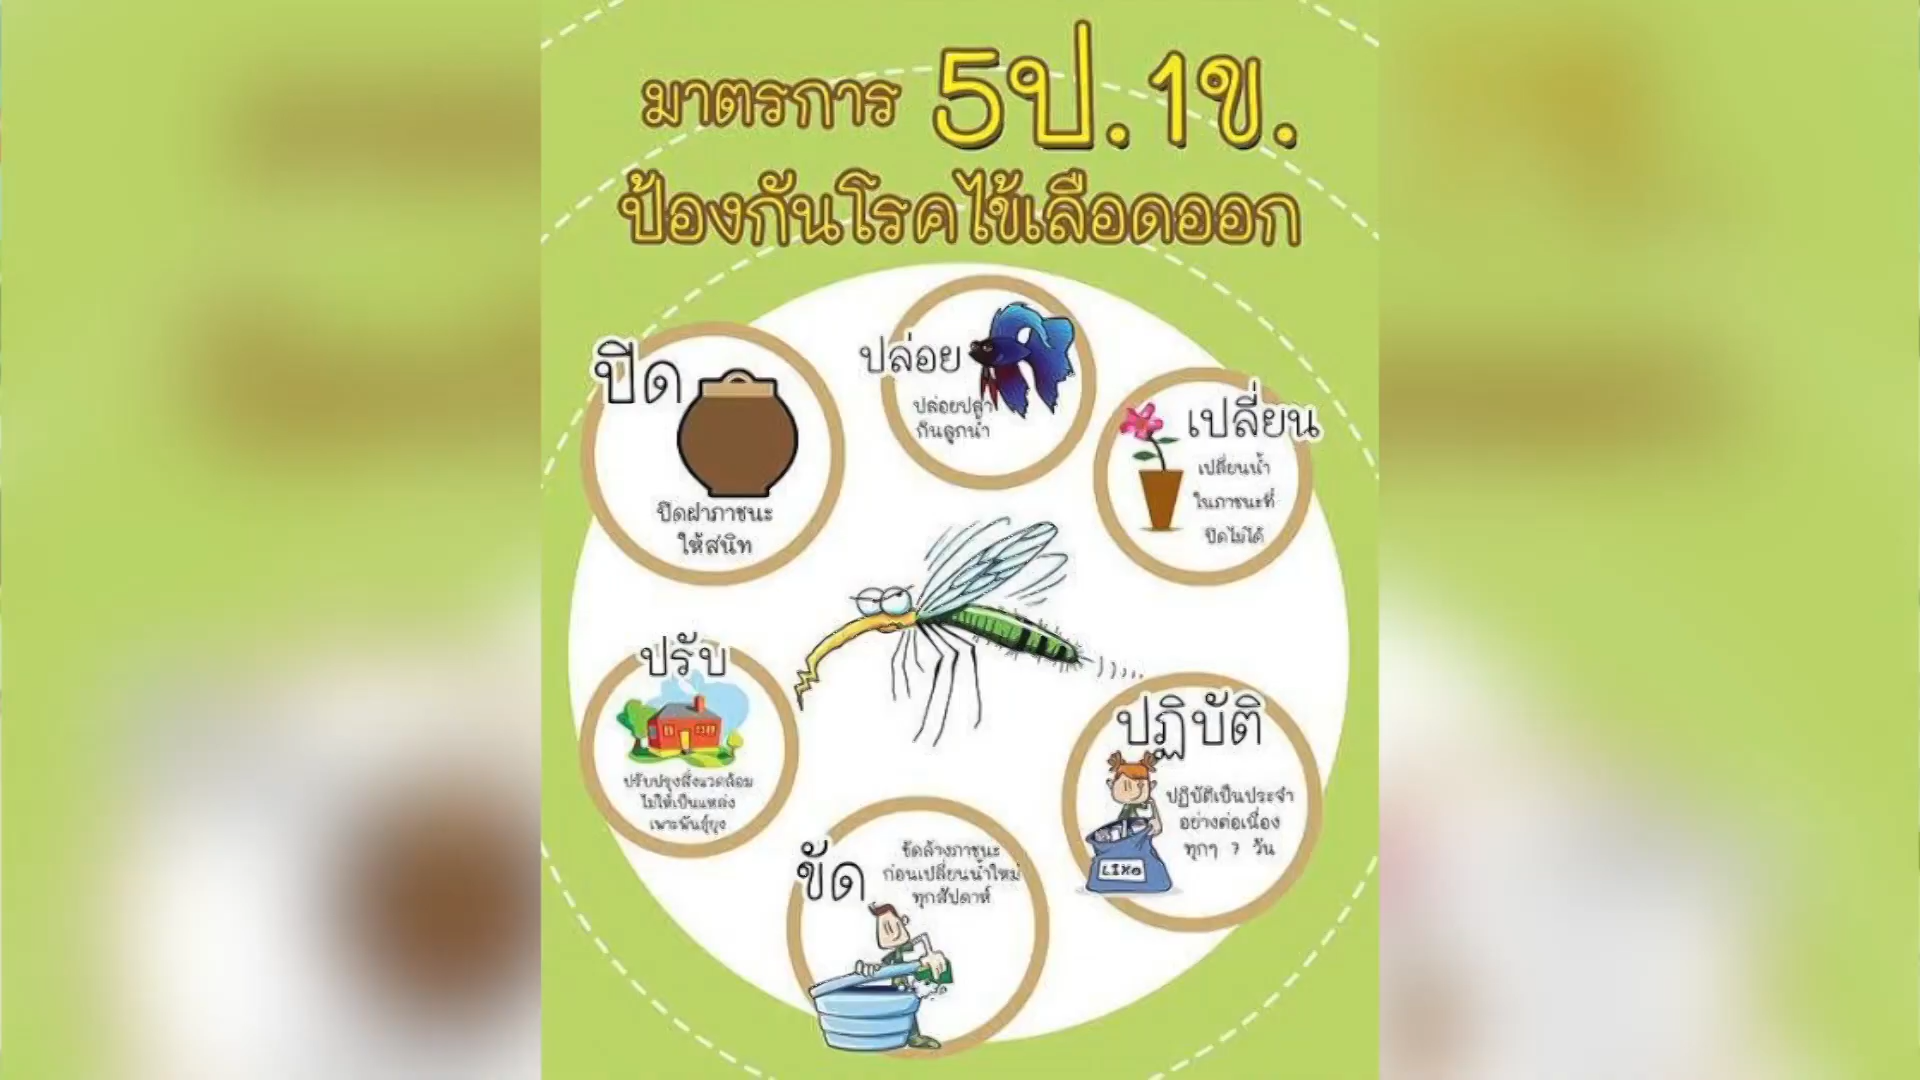 มาตรการ 5ป.1ข.
ป้องกันโรคไข้เลือดออก
ปิด
ปิดฝาภาชนะ
ให้สนิท
ปล่อย
ปล่อยปลา
กินลูกน้ำ
เปลี่ยน
เปลี่ยนน้ำ
ในภาชนะที่
ปิดไม่ได้
ปรับ
ปรับปรุงสิ่งแวดล้อม
ไม่ให้เป็นแหล่ง
เพาะพันธุ์ยุง
ปฏิบัติ
ปฏิบัติเป็นประจำ
อย่างต่อเนื่อง
ทุกๆ 7 วัน
LIXO
ขัด
ขัดล้างภาชนะ
ก่อนเปลี่ยนน้ำใหม่
ทุกสัปดาห์